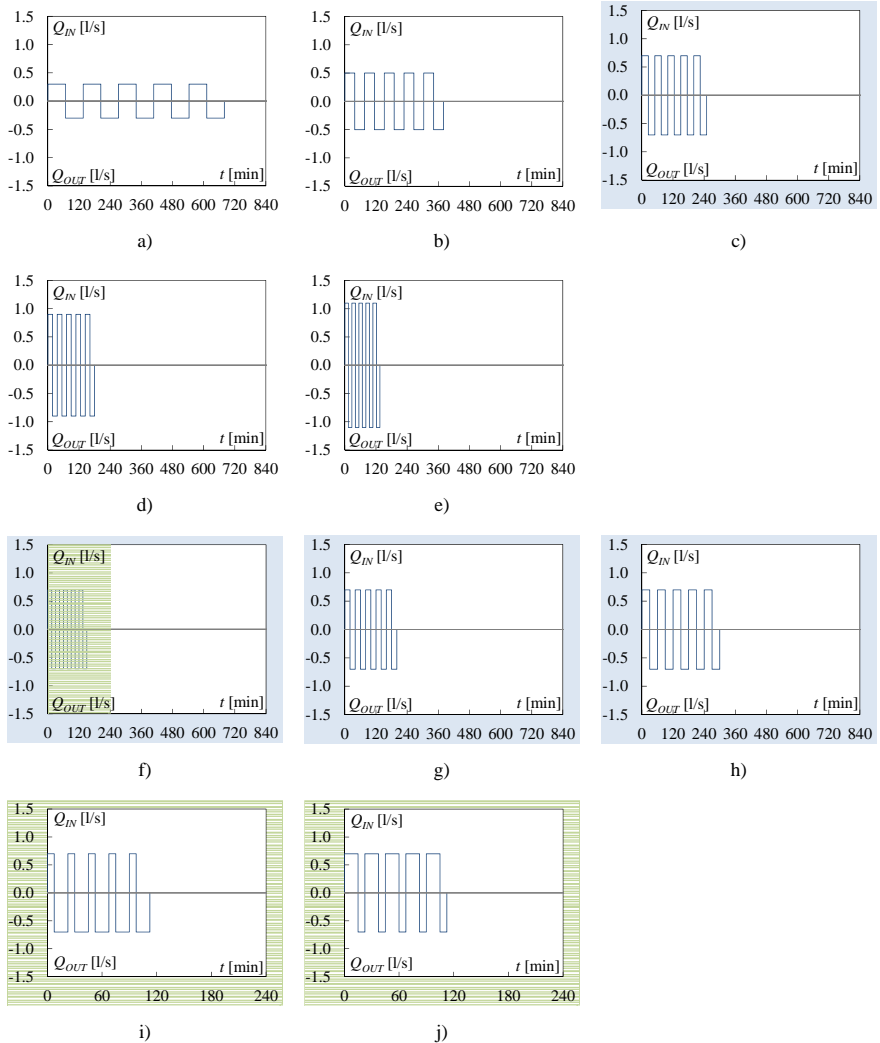 1.5 1.5 1.5
Q_IN [l/s] Q_IN [l/s] Q_IN [l/s]
1.0 1.0 1.0
0.5 0.5 0.5
0.0 0.0 0.0
-0.5 -0.5 -0.5
-1.0 -1.0 -1.0
Q_OUT [l/s] t [min] Q_OUT [l/s] t [min] Q_OUT [l/s] t [min]
-1.5 -1.5 -1.5
0 120 240 360 480 600 720 840 0 120 240 360 480 600 720 840 0 120 240 360 480 600 720 840
a) b) c)
1.5 1.5
Q_IN [l/s] Q_IN [l/s]
1.0 1.0
0.5 0.5
0.0 0.0
-0.5 -0.5
-1.0 -1.0
Q_OUT [l/s] t [min] Q_OUT [l/s] t [min]
-1.5 -1.5
0 120 240 360 480 600 720 840 0 120 240 360 480 600 720 840
d) e)
1.5 1.5 1.5
Q_IN [l/s] Q_IN [l/s] Q_IN [l/s]
1.0 1.0 1.0
0.5 0.5 0.5
0.0 0.0 0.0
-0.5 -0.5 -0.5
-1.0 -1.0 -1.0
Q_OUT [l/s] t [min] Q_OUT [l/s] t [min] Q_OUT [l/s] t [min]
-1.5 -1.5 -1.5
0 120 240 360 480 600 720 840 0 120 240 360 480 600 720 840 0 120 240 360 480 600 720 840
f) g) h)
1.5 1.5
Q_IN [l/s] Q_IN [l/s]
1.0 1.0
0.5 0.5
0.0 0.0
-0.5 -0.5
-1.0 -1.0
Q_OUT [l/s] t [min] Q_OUT [l/s] t [min]
-1.5 -1.5
0 60 120 180 240 0 60 120 180 240
i) j)